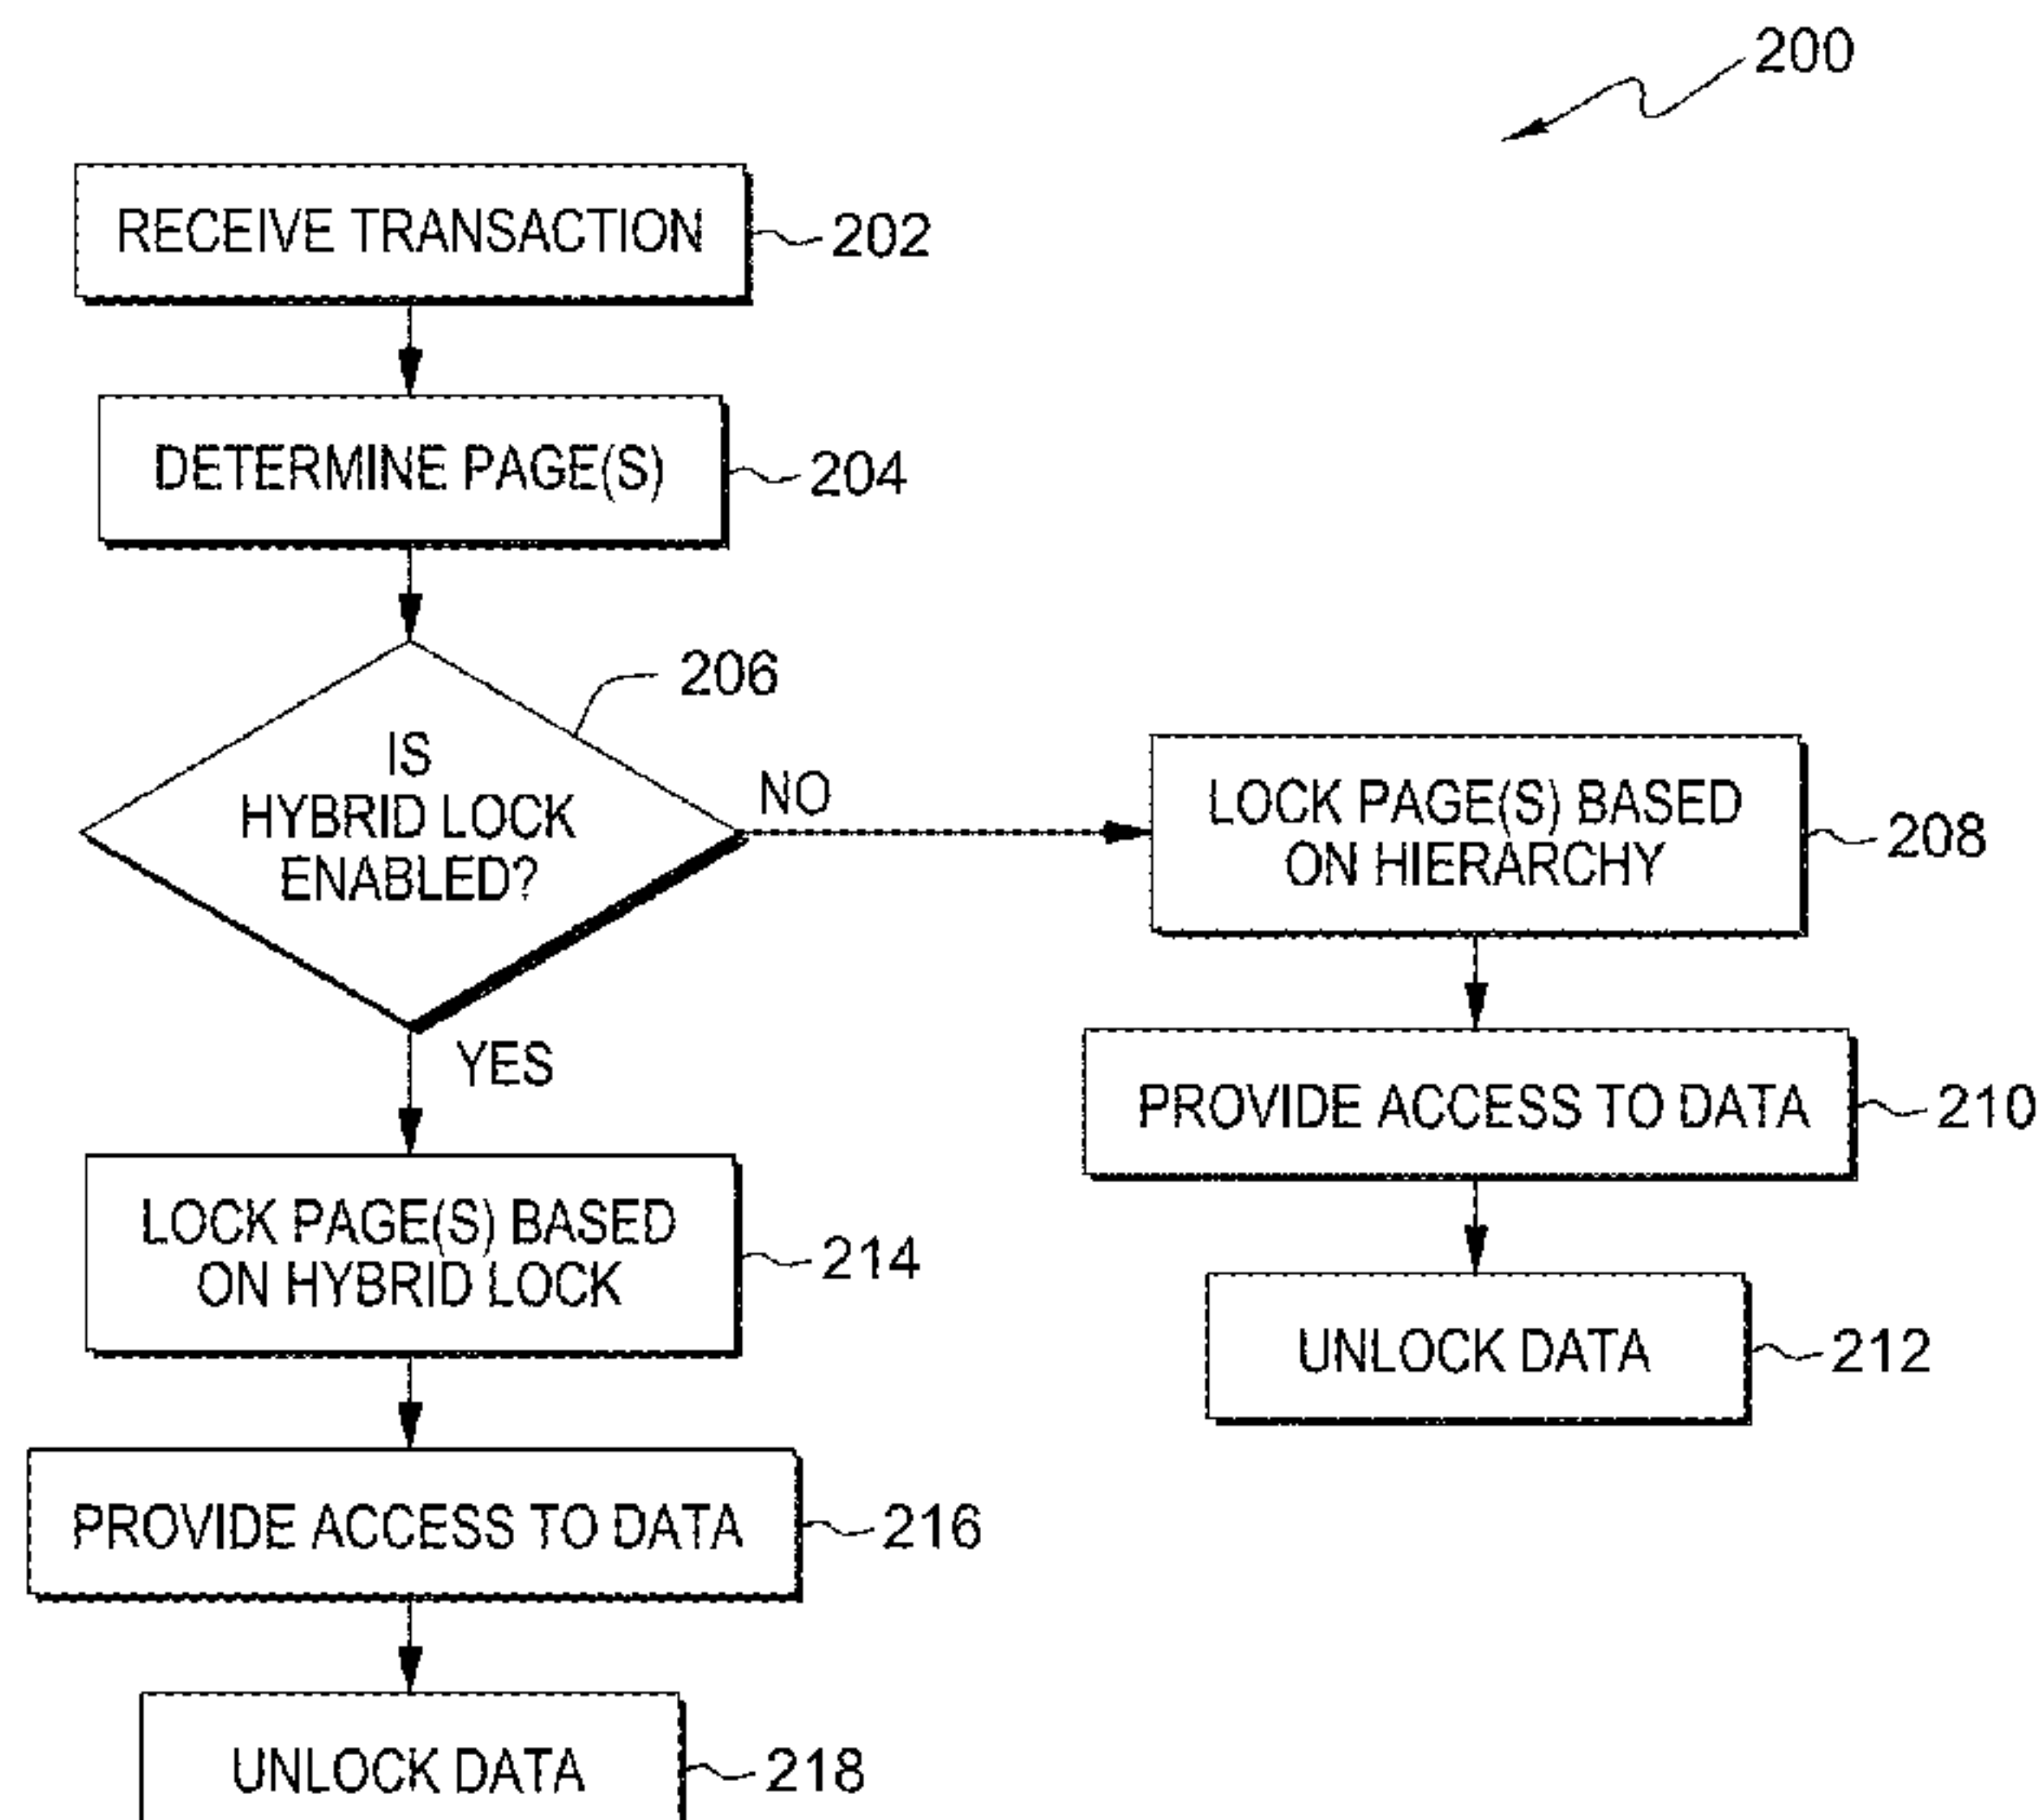 200
RECEIVE TRANSACTION
202
DETERMINE PAGE(S)
204
206
IS
HYBRID LOCK
ENABLED?
NO
YES
LOCK PAGE(S) BASED
ON HIERARCHY
208
PROVIDE ACCESS TO DATA
210
UNLOCK DATA
212
LOCK PAGE(S) BASED
ON HYBRID LOCK
214
PROVIDE ACCESS TO DATA
216
UNLOCK DATA
218